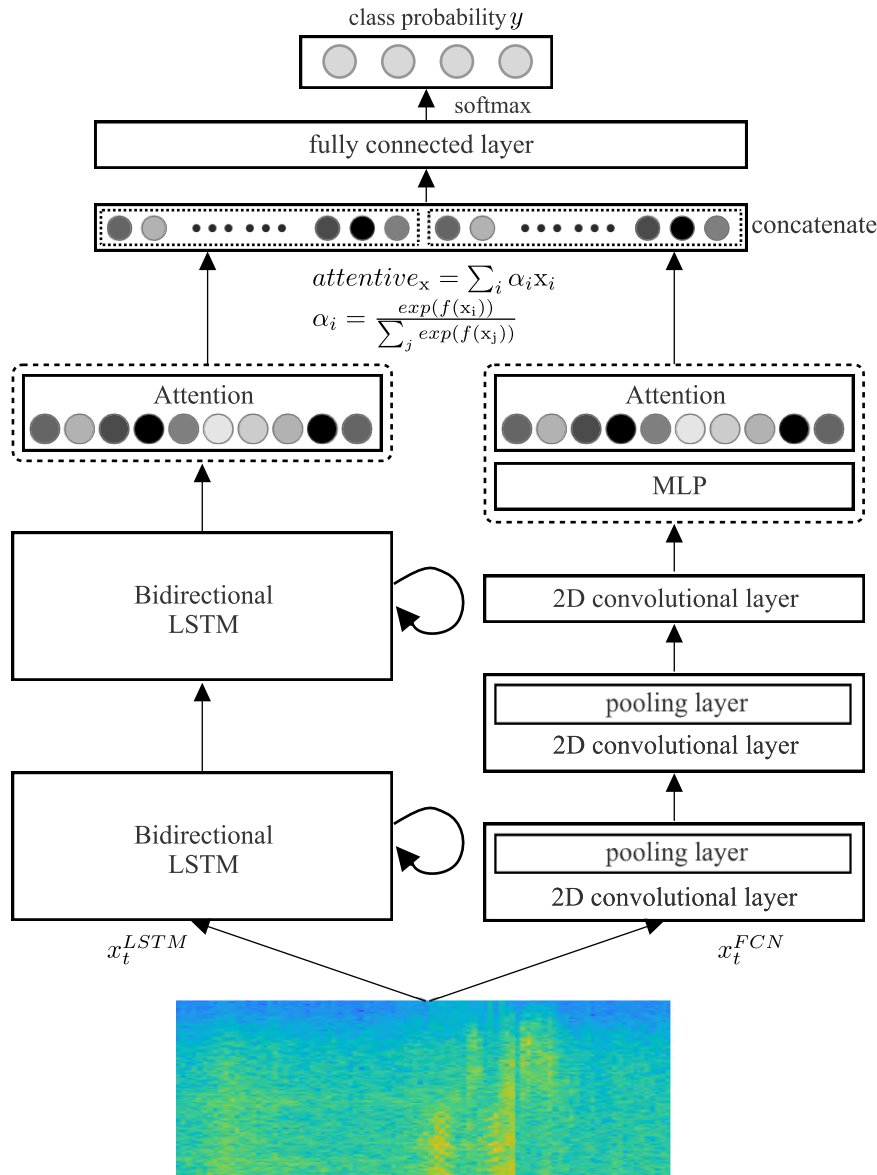 class probability y
softmax
fully connected layer
concatenate
attentive_x = ∑_i α_i x_i
α_i = exp(f(x_i)) / ∑_j exp(f(x_j))
Attention
Attention
MLP
Bidirectional
LSTM
2D convolutional layer
pooling layer
2D convolutional layer
Bidirectional
LSTM
pooling layer
2D convolutional layer
x_t^{LSTM}
x_t^{FCN}